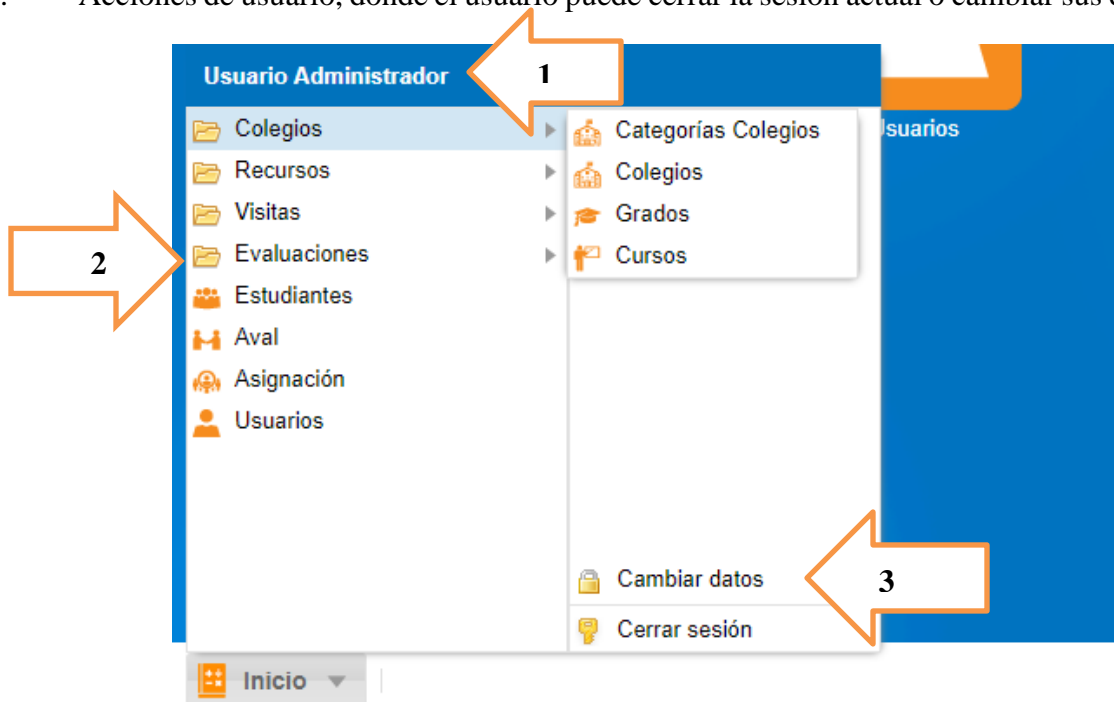 Acciones de usuario, donde el usuario puede cerrar la sesión actual o cambiar sus
Usuario Administrador
1
Colegios
Categorías Colegios
Usuarios
Recursos
Colegios
Visitas
Grados
2
Evaluaciones
Cursos
Estudiantes
Aval
Asignación
Usuarios
Cambiar datos
3
Cerrar sesión
Inicio